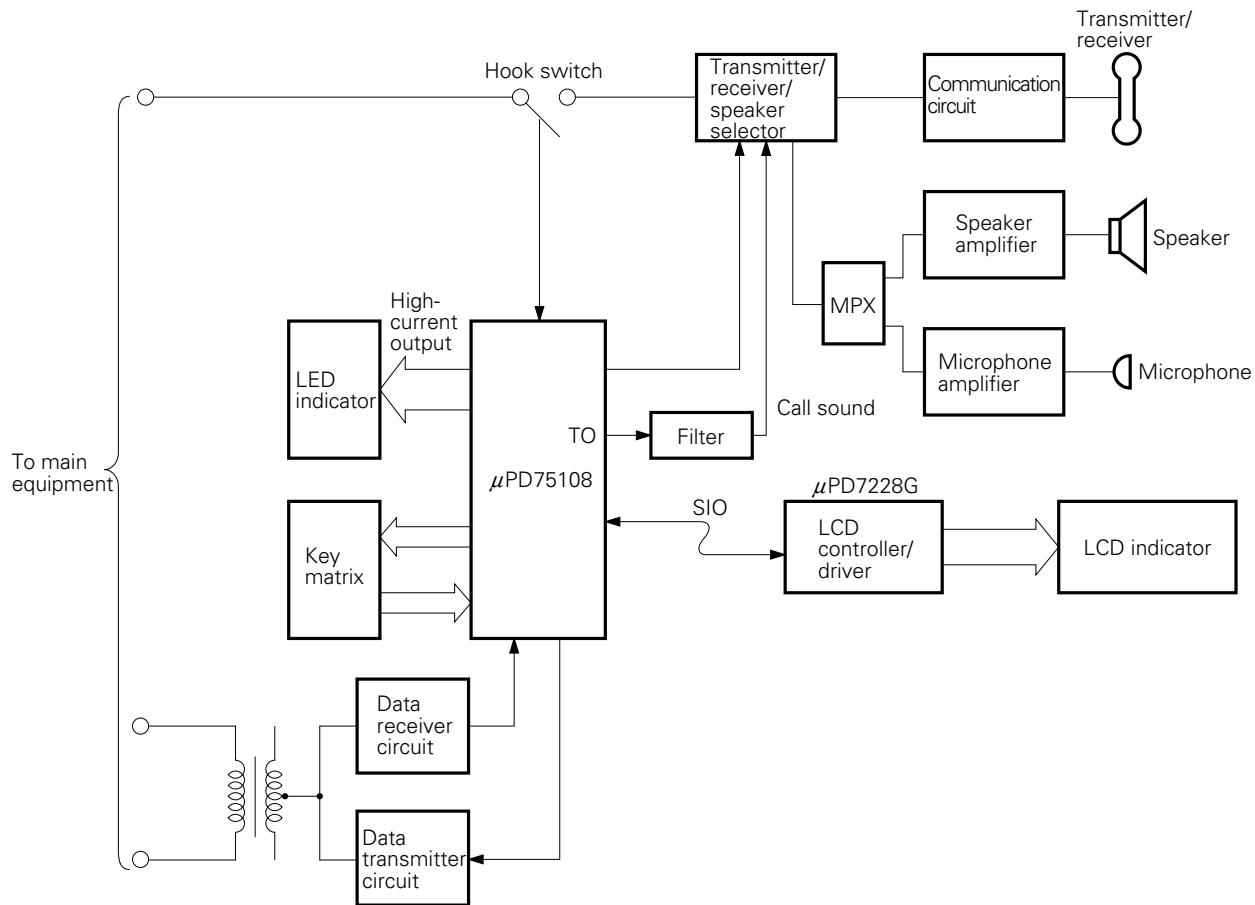 Transmitter/
receiver
Hook switch
Transmitter/
receiver/
speaker
selector
Communication
circuit
Speaker
amplifier
Speaker
MPX
High-
current
output
LED
indicator
Microphone
amplifier
Microphone
Call sound
TO
Filter
To main
equipment
μPD75108
μPD7228G
SIO
Key
matrix
LCD
controller/
driver
LCD indicator
Data
receiver
circuit
Data
transmitter
circuit